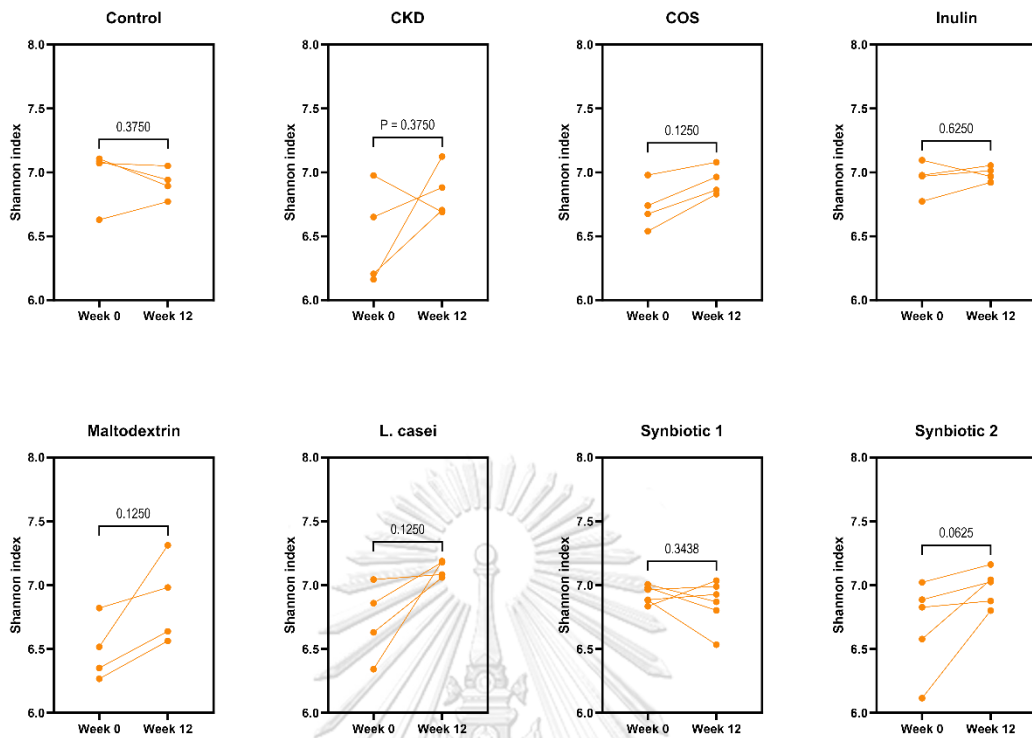 Control
8.0
7.5
7.0
6.5
6.0
Shannon index
0.3750
Week 0 Week 12
CKD
8.0
7.5
7.0
6.5
6.0
Shannon index
P = 0.3750
Week 0 Week 12
COS
8.0
7.5
7.0
6.5
6.0
Shannon index
0.1250
Week 0 Week 12
Inulin
8.0
7.5
7.0
6.5
6.0
Shannon index
0.6250
Week 0 Week 12
Maltodextrin
8.0
7.5
7.0
6.5
6.0
Shannon index
0.1250
Week 0 Week 12
L. casei
8.0
7.5
7.0
6.5
6.0
Shannon index
0.1250
Week 0 Week 12
Synbiotic 1
8.0
7.5
7.0
6.5
6.0
Shannon index
0.3438
Week 0 Week 12
Synbiotic 2
8.0
7.5
7.0
6.5
6.0
Shannon index
0.0625
Week 0 Week 12